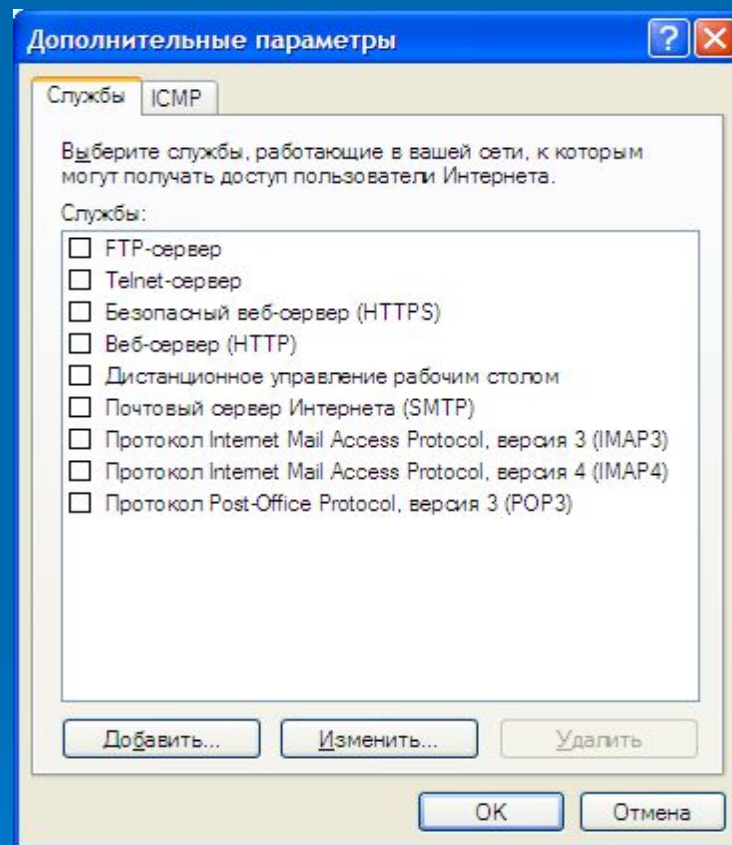 Дополнительные параметры
Службы ICMP
Выберите службы, работающие в вашей сети, к которым
могут получать доступ пользователи Интернета.
Службы:
FTP-сервер
Telnet-сервер
Безопасный веб-сервер (HTTPS)
Веб-сервер (HTTP)
Дистанционное управление рабочим столом
Почтовый сервер Интернета (SMTP)
Протокол Internet Mail Access Protocol, версия 3 (IMAP3)
Протокол Internet Mail Access Protocol, версия 4 (IMAP4)
Протокол Post-Office Protocol, версия 3 (POP3)
Добавить... Изменить... Удалить
OK Отмена